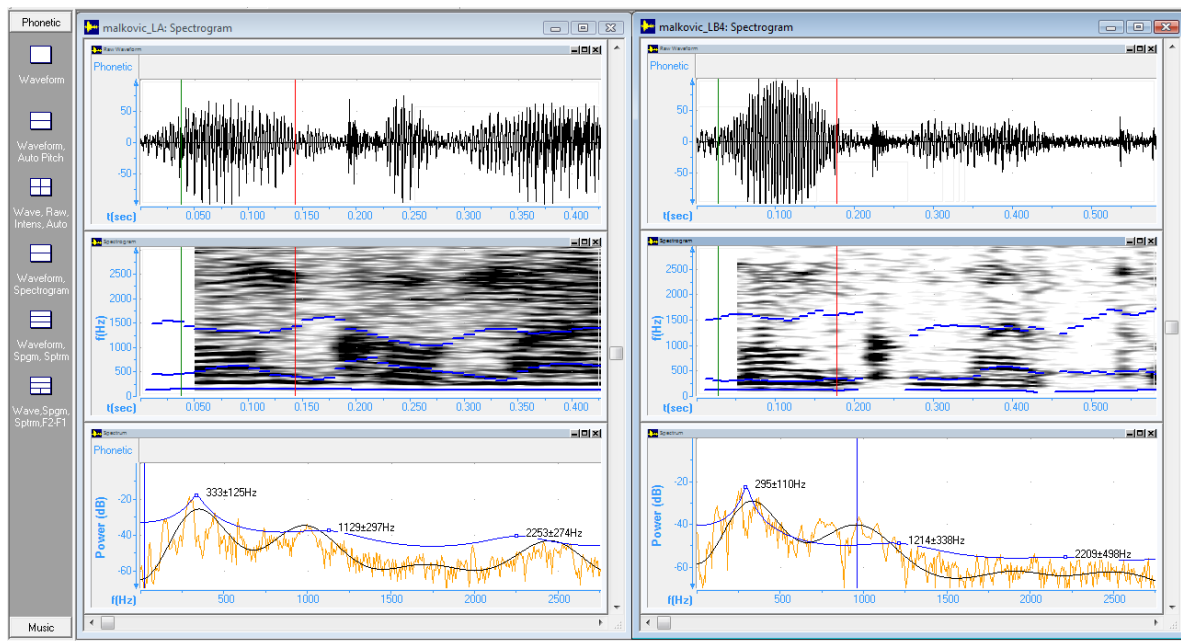 Phonetic
Waveform
Waveform,
Auto Pitch
Wave, Raw,
Intens, Auto
Waveform,
Spectrogram
Waveform,
Spgm, Sptrm
Wave,Spgm,
Sptrm,F2-F1
Music
malkovic_LA: Spectrogram
Raw Waveform
Phonetic
50
0
-50
t(sec)
0.050 0.100 0.150 0.200 0.250 0.300 0.350 0.400
Spectrogram
2500
2000
1500
1000
500
0
f(Hz)
t(sec)
0.050 0.100 0.150 0.200 0.250 0.300 0.350 0.400
Spectrum
Phonetic
Power (dB)
-20
-40
-60
333±125Hz
1129±297Hz
2253±274Hz
f(Hz)
500 1000 1500 2000 2500
malkovic_LB4: Spectrogram
Raw Waveform
Phonetic
50
0
-50
t(sec)
0.100 0.200 0.300 0.400 0.500
Spectrogram
2500
2000
1500
1000
500
0
f(Hz)
t(sec)
0.100 0.200 0.300 0.400 0.500
Spectrum
Phonetic
Power (dB)
-20
-40
-60
295±110Hz
1214±338Hz
2209±498Hz
f(Hz)
500 1000 1500 2000 2500